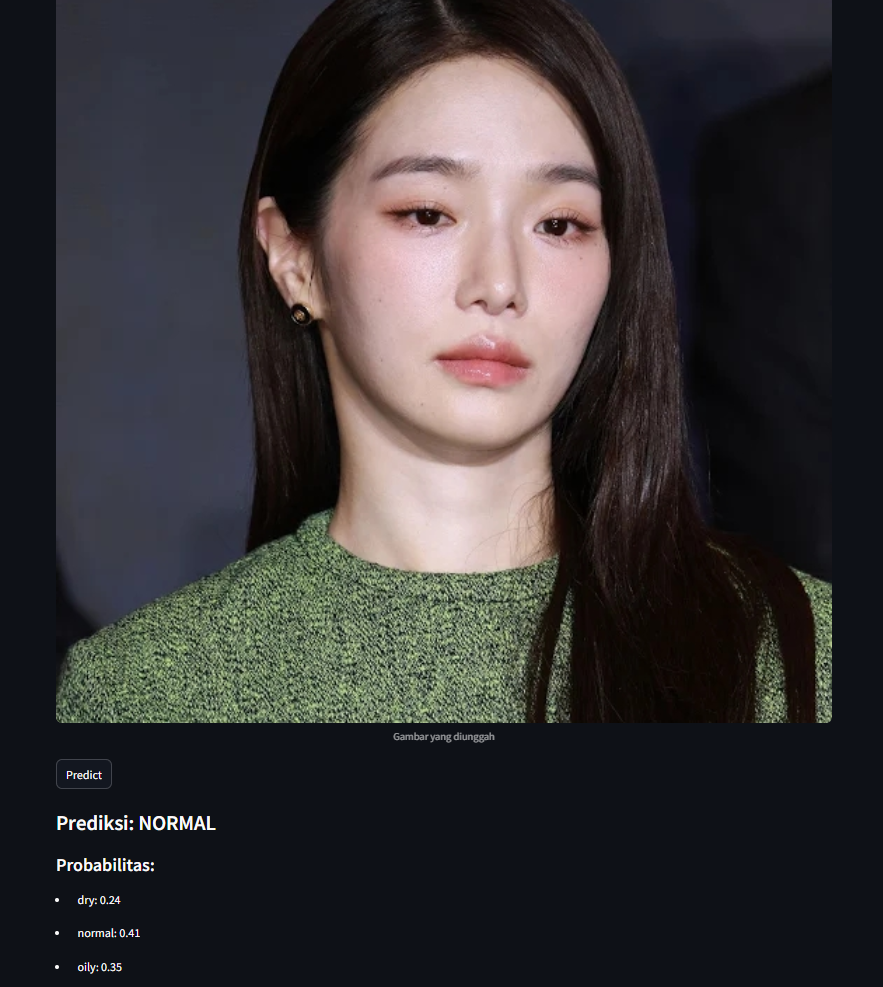 Gambar yang diunggah
Predict
Prediksi: NORMAL
Probabilitas:
dry: 0.24
normal: 0.41
oily: 0.35